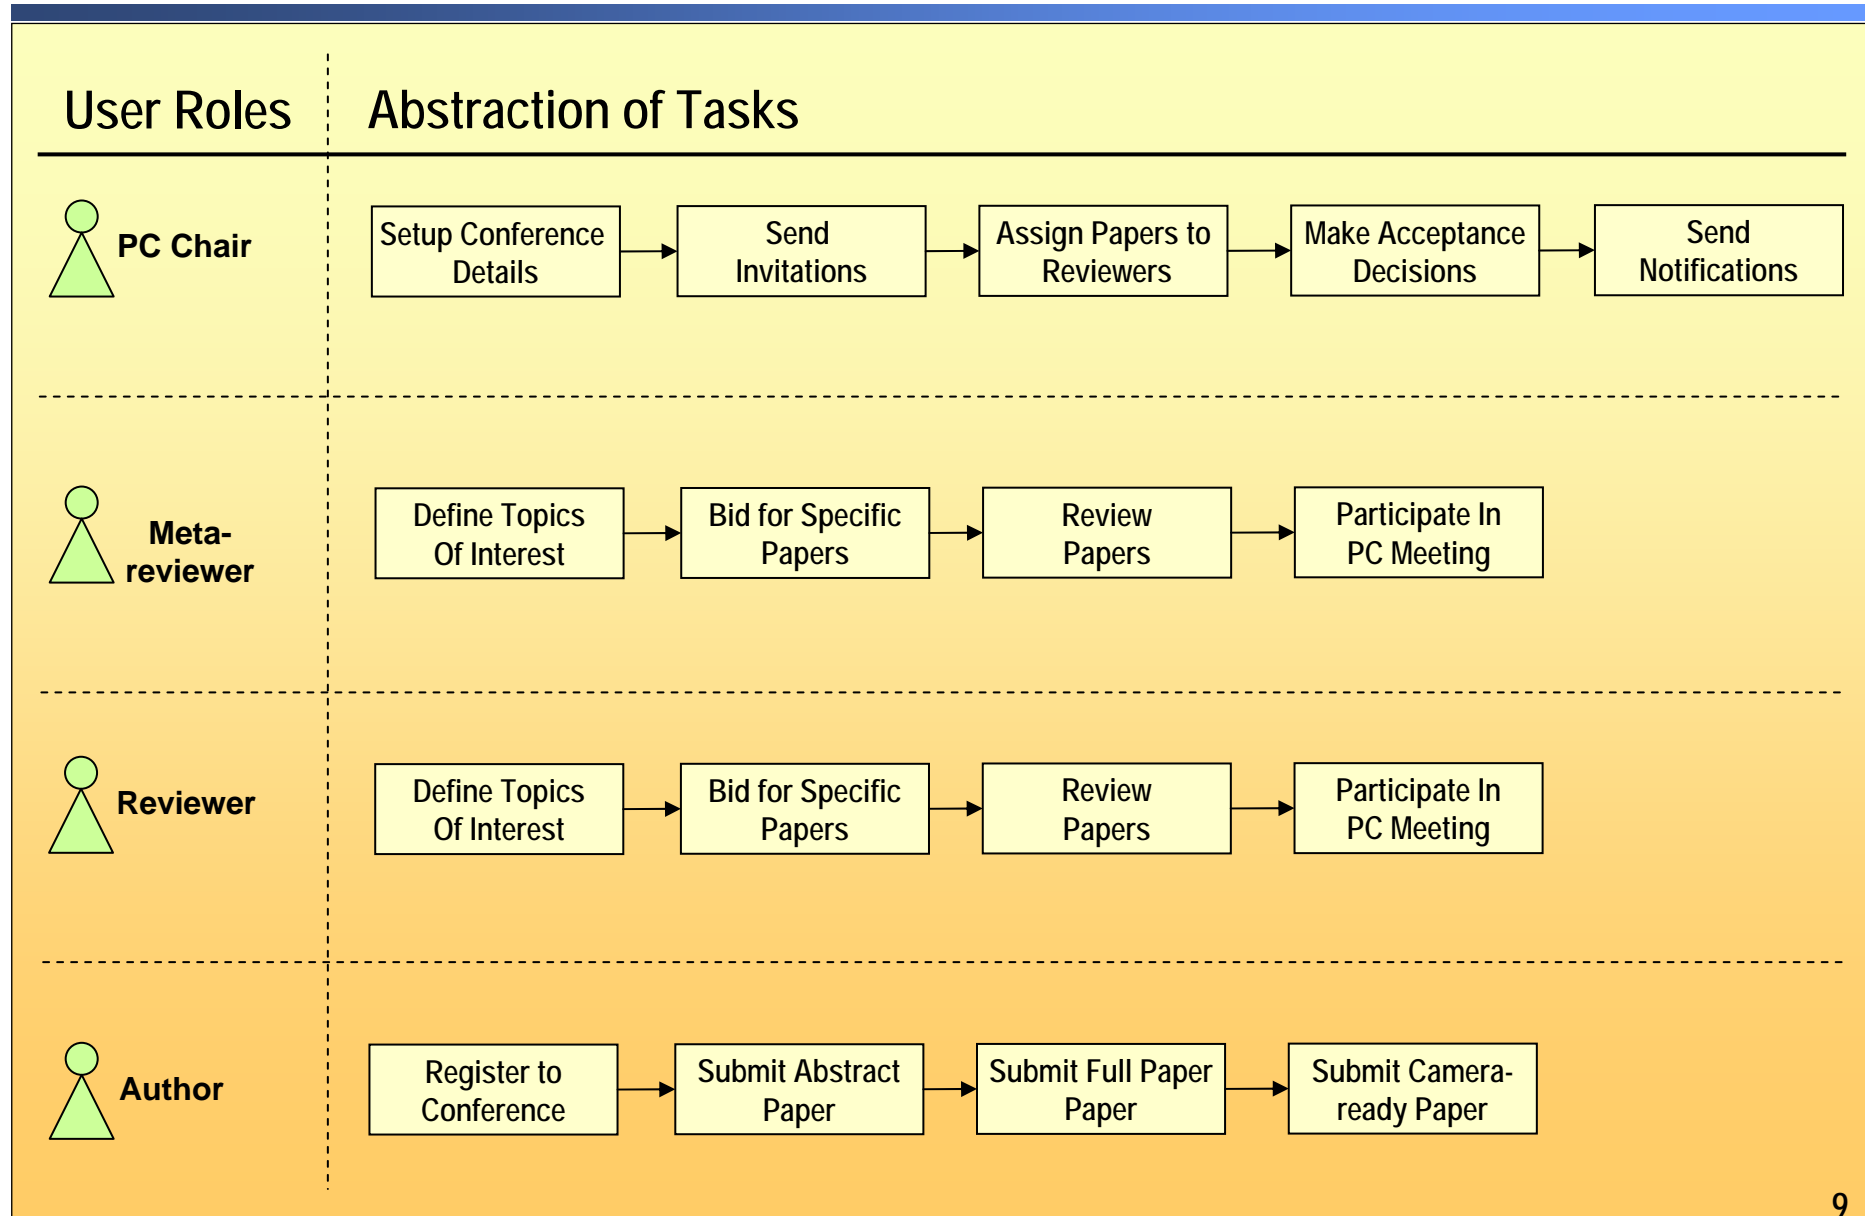 User Roles
Abstraction of Tasks
PC Chair
Setup Conference
Details
Send
Invitations
Assign Papers to
Reviewers
Make Acceptance
Decisions
Send
Notifications
Meta-
reviewer
Define Topics
Of Interest
Bid for Specific
Papers
Review
Papers
Participate In
PC Meeting
Reviewer
Define Topics
Of Interest
Bid for Specific
Papers
Review
Papers
Participate In
PC Meeting
Author
Register to
Conference
Submit Abstract
Paper
Submit Full Paper
Paper
Submit Camera-
ready Paper
9